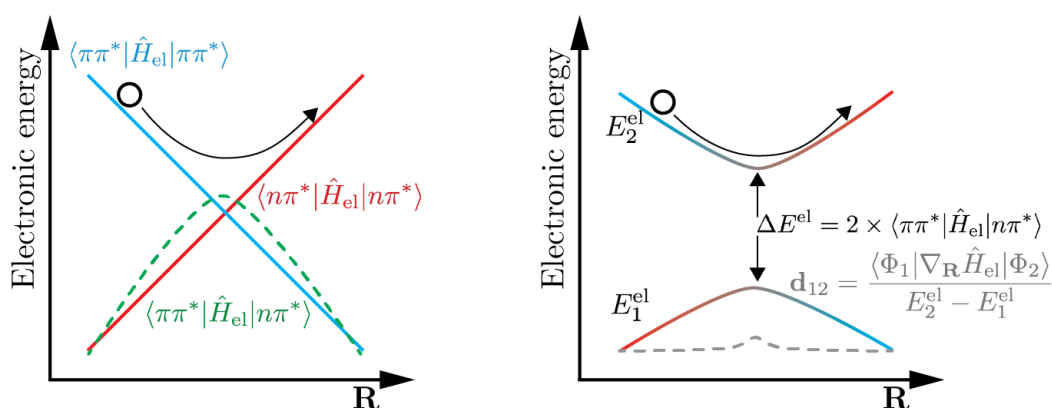 Electronic energy
⟨ππ*|Ĥ_el|ππ*⟩
⟨nπ*|Ĥ_el|nπ*⟩
⟨ππ*|Ĥ_el|nπ*⟩
R
Electronic energy
E_2^el
ΔE^el = 2 × ⟨ππ*|Ĥ_el|nπ*⟩
d_12 = ⟨Φ_1|∇_R Ĥ_el|Φ_2⟩ / (E_2^el − E_1^el)
E_1^el
R